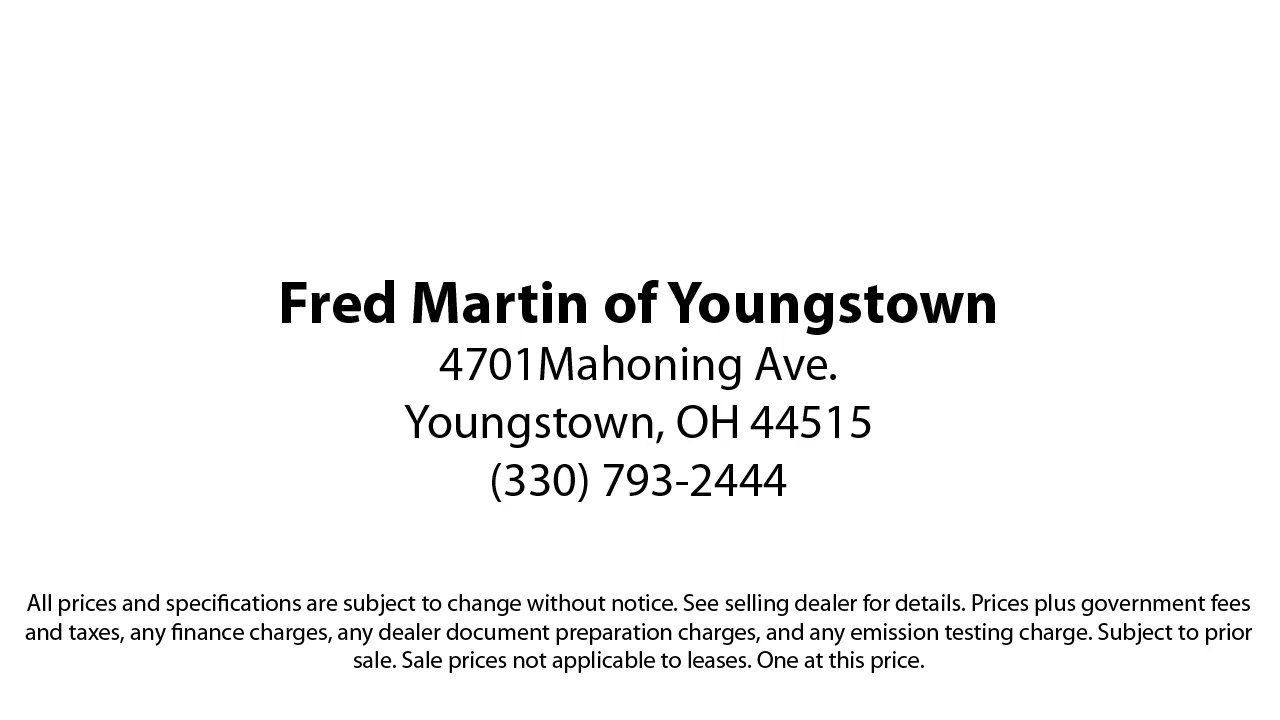 Fred Martin of Youngstown
4701Mahoning Ave.
Youngstown, OH 44515
(330) 793-2444
All prices and specifications are subject to change without notice. See selling dealer for details. Prices plus government fees
and taxes, any finance charges, any dealer document preparation charges, and any emission testing charge. Subject to prior
sale. Sale prices not applicable to leases. One at this price.